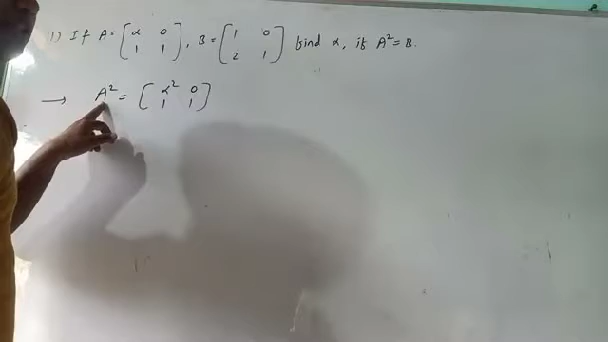 1) If A = [α 0 1 1], B = [1 0 2 1] find α, if A² = B.
→ A² = [α² 0 1 1]